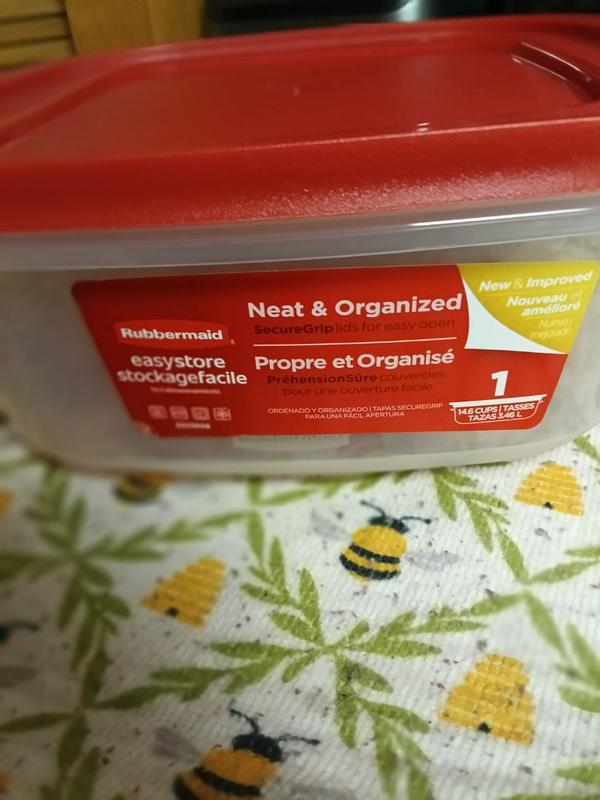 Rubbermaid
easystore
stockagefacile
Neat & Organized
SecureGrip lids for easy open
Propre et Organisé
PréhensionSûre couvercles
pour une ouverture facile
ORDENADO Y ORGANIZADO | TAPAS SECUREGRIP
PARA UNA FÁCIL APERTURA
New & Improved
Nouveau et
amélioré
Nuevo y
mejorado
1
14.6 CUPS | TASSES
TAZAS 3.46 L